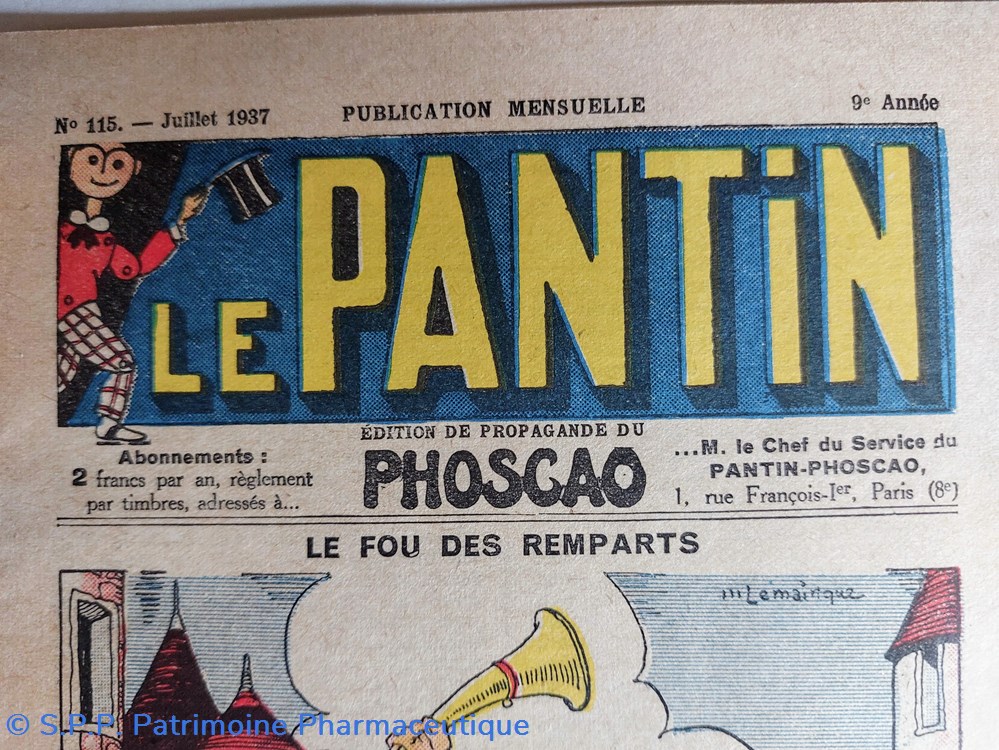 Nº 115. — Juillet 1937
PUBLICATION MENSUELLE
9e Année
LE PANTiN
ÉDITION DE PROPAGANDE DU
PHOSCAO
Abonnements :
2 francs par an, règlement
par timbres, adressés à...
...M. le Chef du Service du
PANTIN-PHOSCAO,
1, rue François-Ier, Paris (8e)
LE FOU DES REMPARTS
© S.P.P. Patrimoine Pharmaceutique